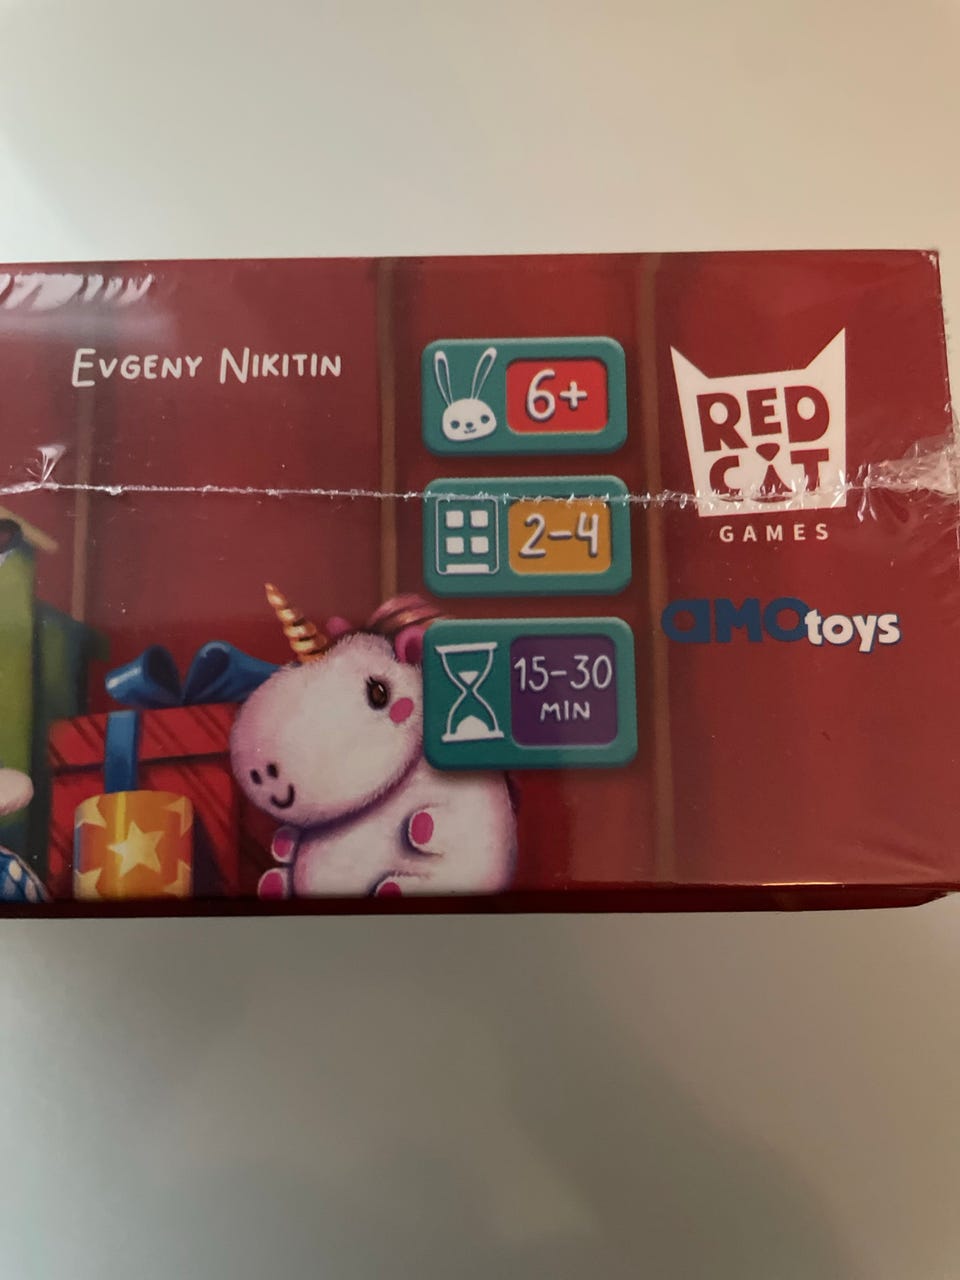 EVGENY NIKITIN
6+
2-4
15-30
MIN
RED
CAT
GAMES
amotoys